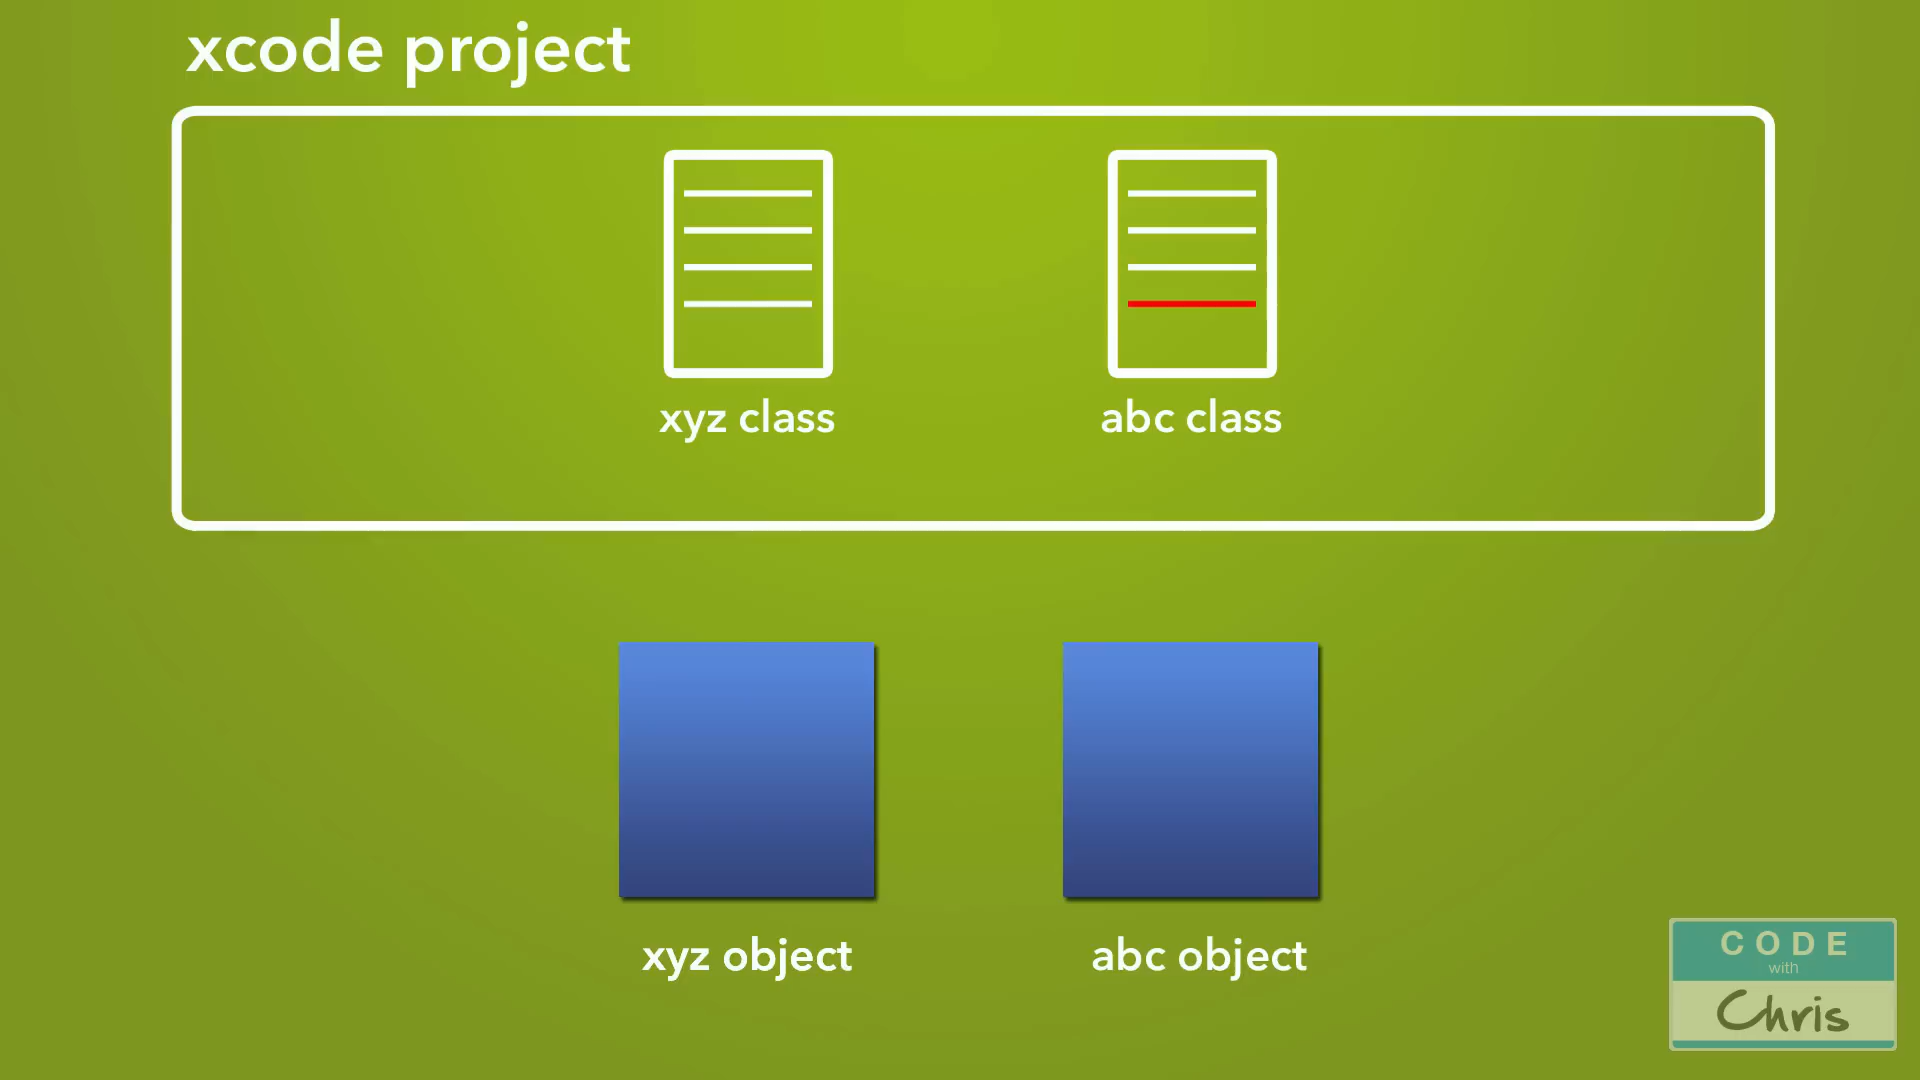 xcode project
xyz class
abc class
xyz object
abc object
CODE
with
Chris